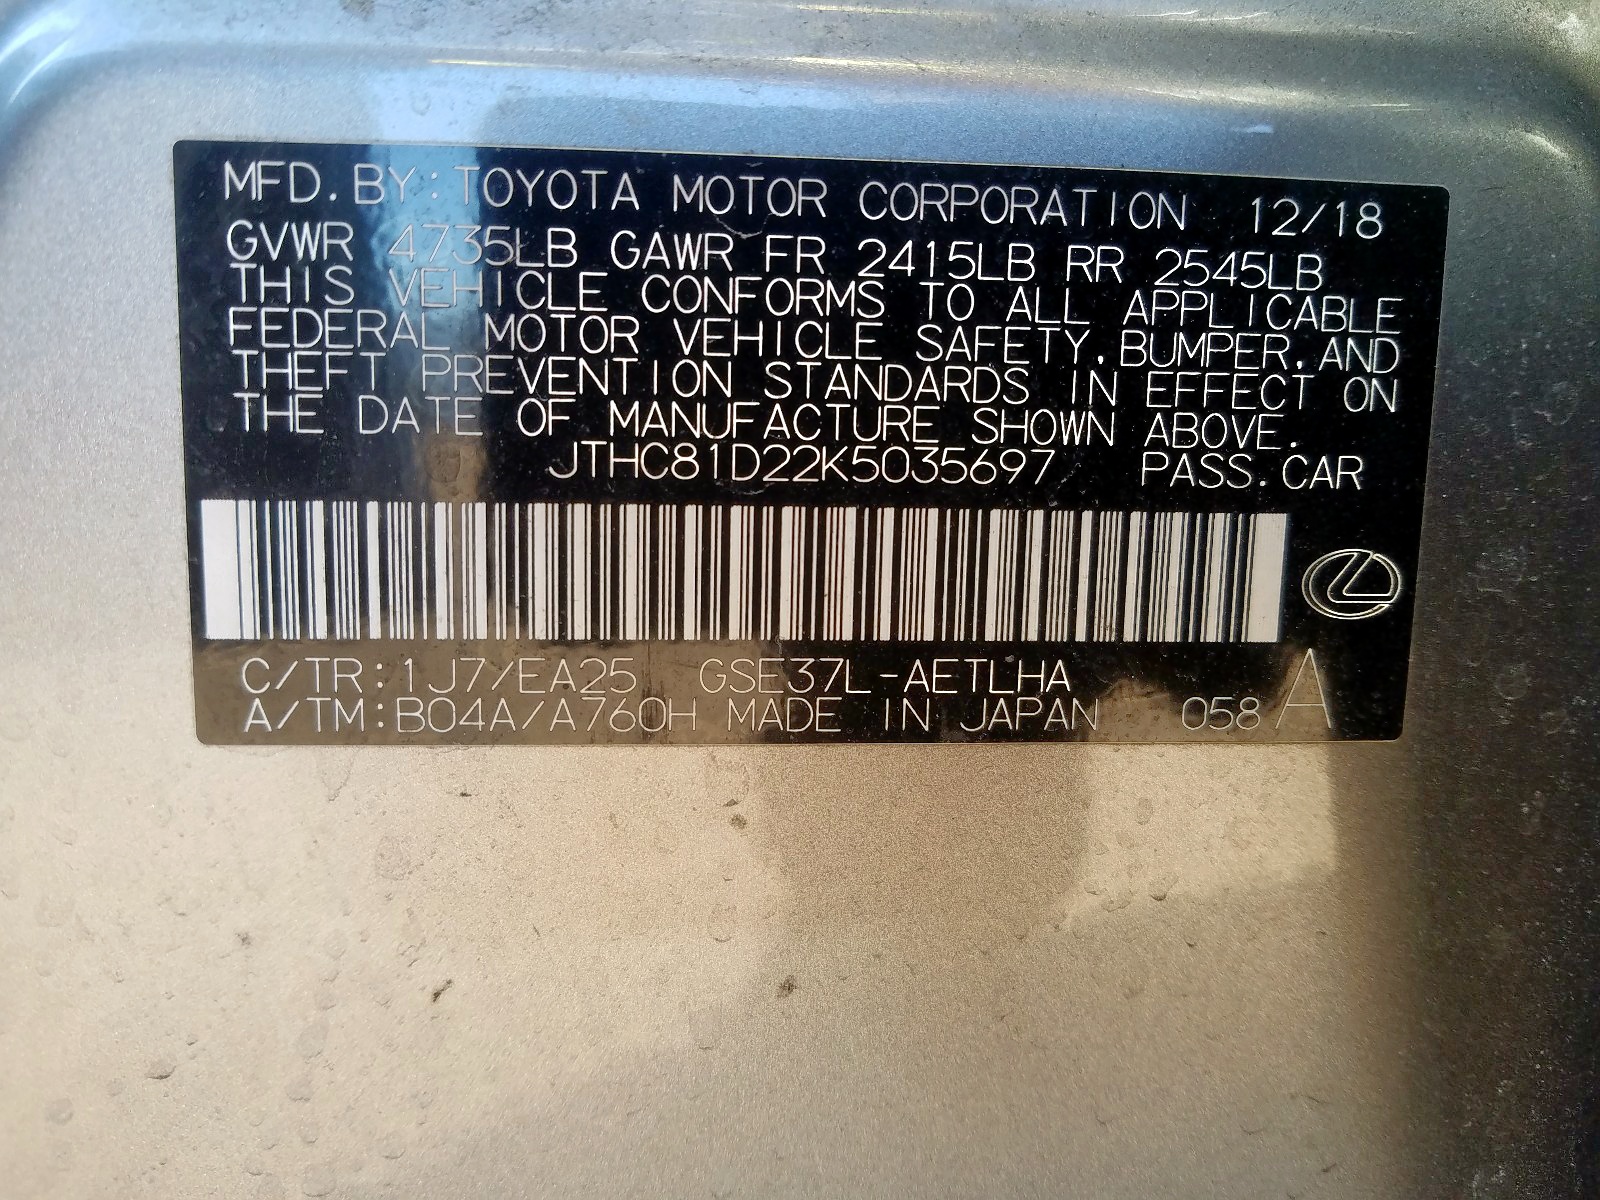 MFD. BY: TOYOTA MOTOR CORPORATION 12/18
GVWR 4735LB GAWR FR 2415LB RR 2545LB
THIS VEHICLE CONFORMS TO ALL APPLICABLE
FEDERAL MOTOR VEHICLE SAFETY, BUMPER, AND
THEFT PREVENTION STANDARDS IN EFFECT ON
THE DATE OF MANUFACTURE SHOWN ABOVE.
JTHC81D22K5035697 PASS. CAR
C/TR: 1J7/EA25 GSE37L-AETLHA
A/TM: B04A/A760H MADE IN JAPAN 058 A